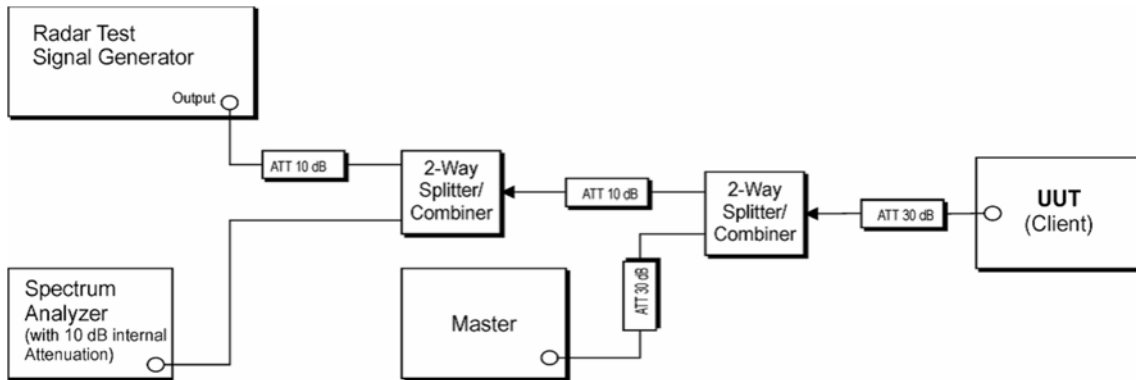 Radar Test
Signal Generator
Output
ATT 10 dB
2-Way
Splitter/
Combiner
ATT 10 dB
2-Way
Splitter/
Combiner
ATT 30 dB
UUT
(Client)
ATT 30 dB
Spectrum
Analyzer
(with 10 dB internal
Attenuation)
Master